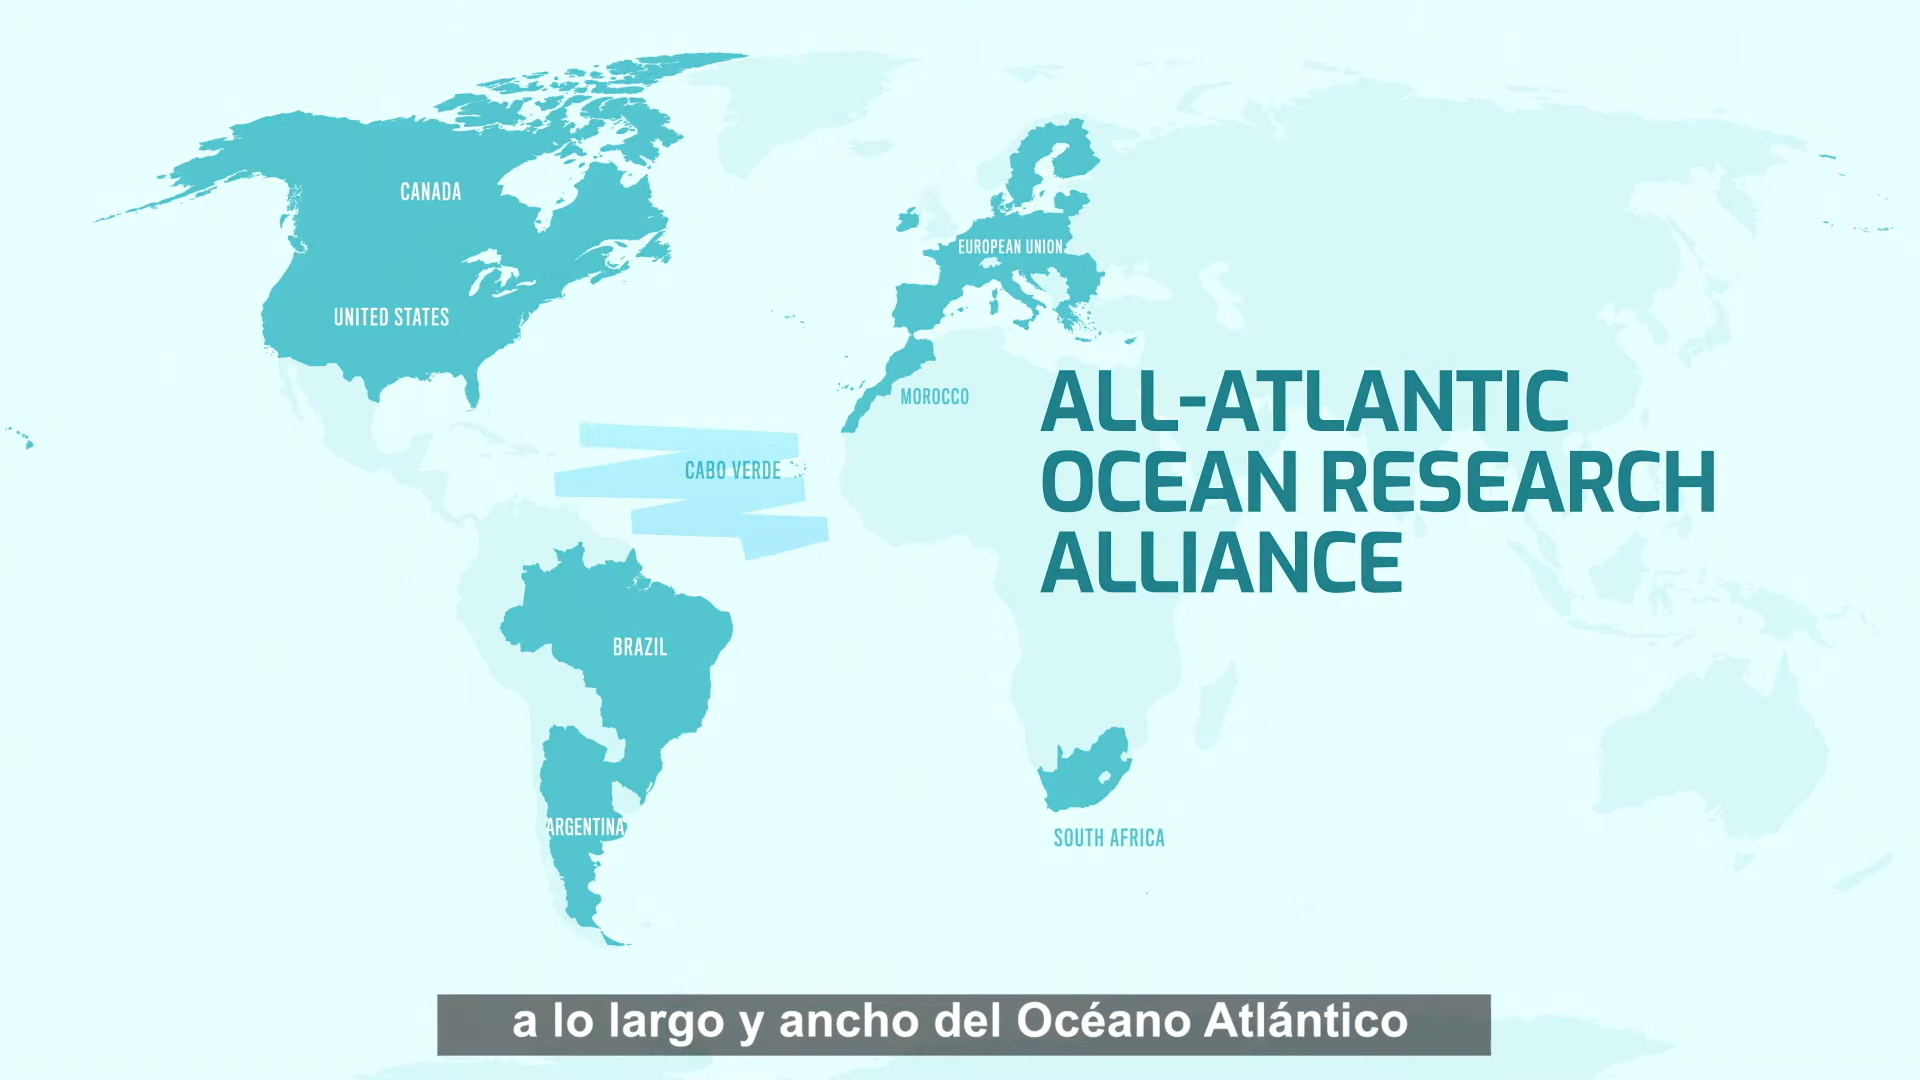 CANADA
EUROPEAN UNION
UNITED STATES
MOROCCO
ALL-ATLANTIC
OCEAN RESEARCH
ALLIANCE
CABO VERDE
BRAZIL
ARGENTINA
SOUTH AFRICA
a lo largo y ancho del Océano Atlántico